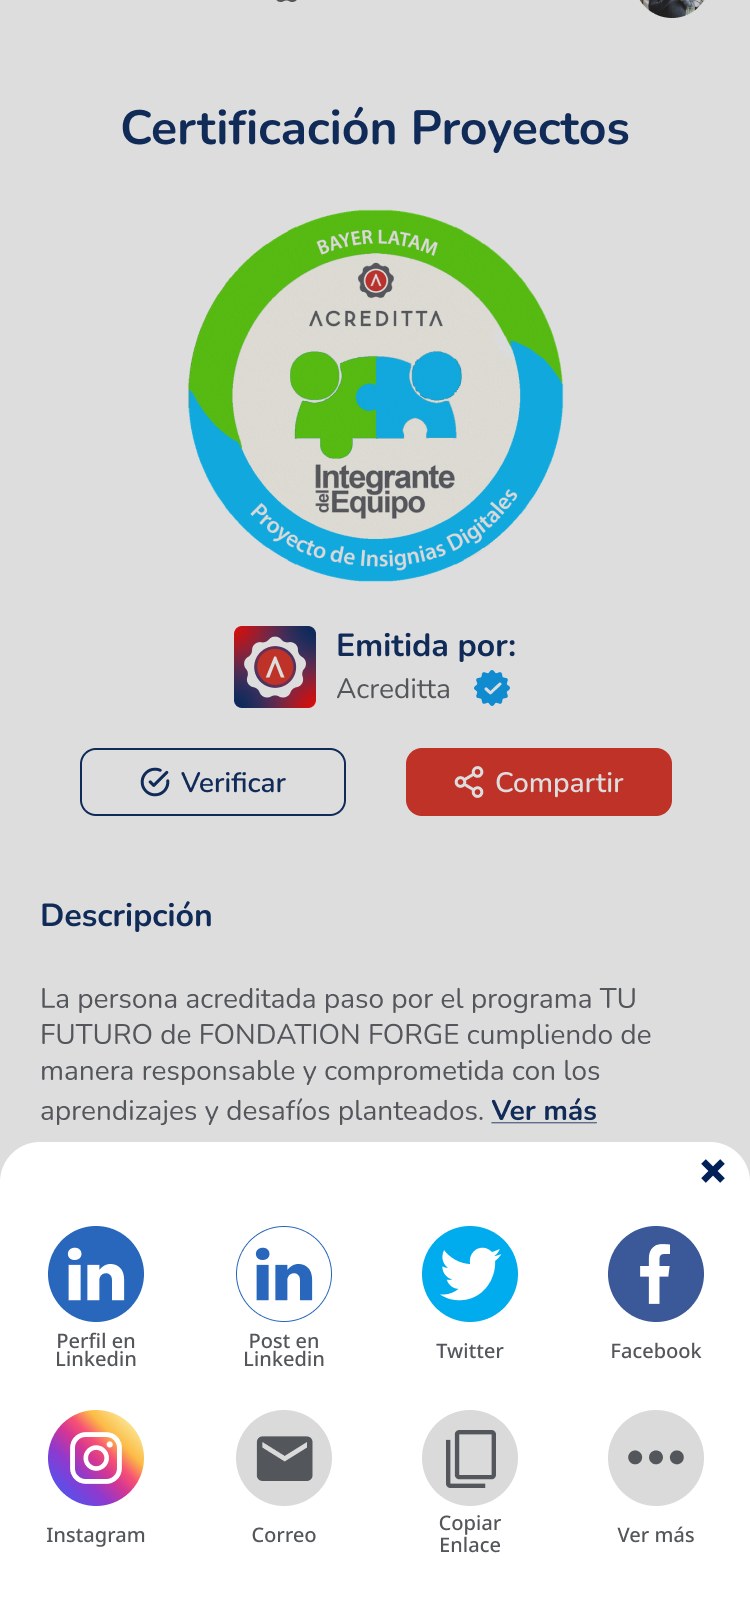 Certificación Proyectos
BAYER LATAM
ACREDITTA
Integrante
del Equipo
Proyecto de Insignias Digitales
Emitida por:
Acreditta
Verificar
Compartir
Descripción
La persona acreditada paso por el programa TU
FUTURO de FONDATION FORGE cumpliendo de
manera responsable y comprometida con los
aprendizajes y desafíos planteados. Ver más
in
in
Perfil en
Linkedin
Post en
Linkedin
Twitter
Facebook
Instagram
Correo
Copiar
Enlace
Ver más